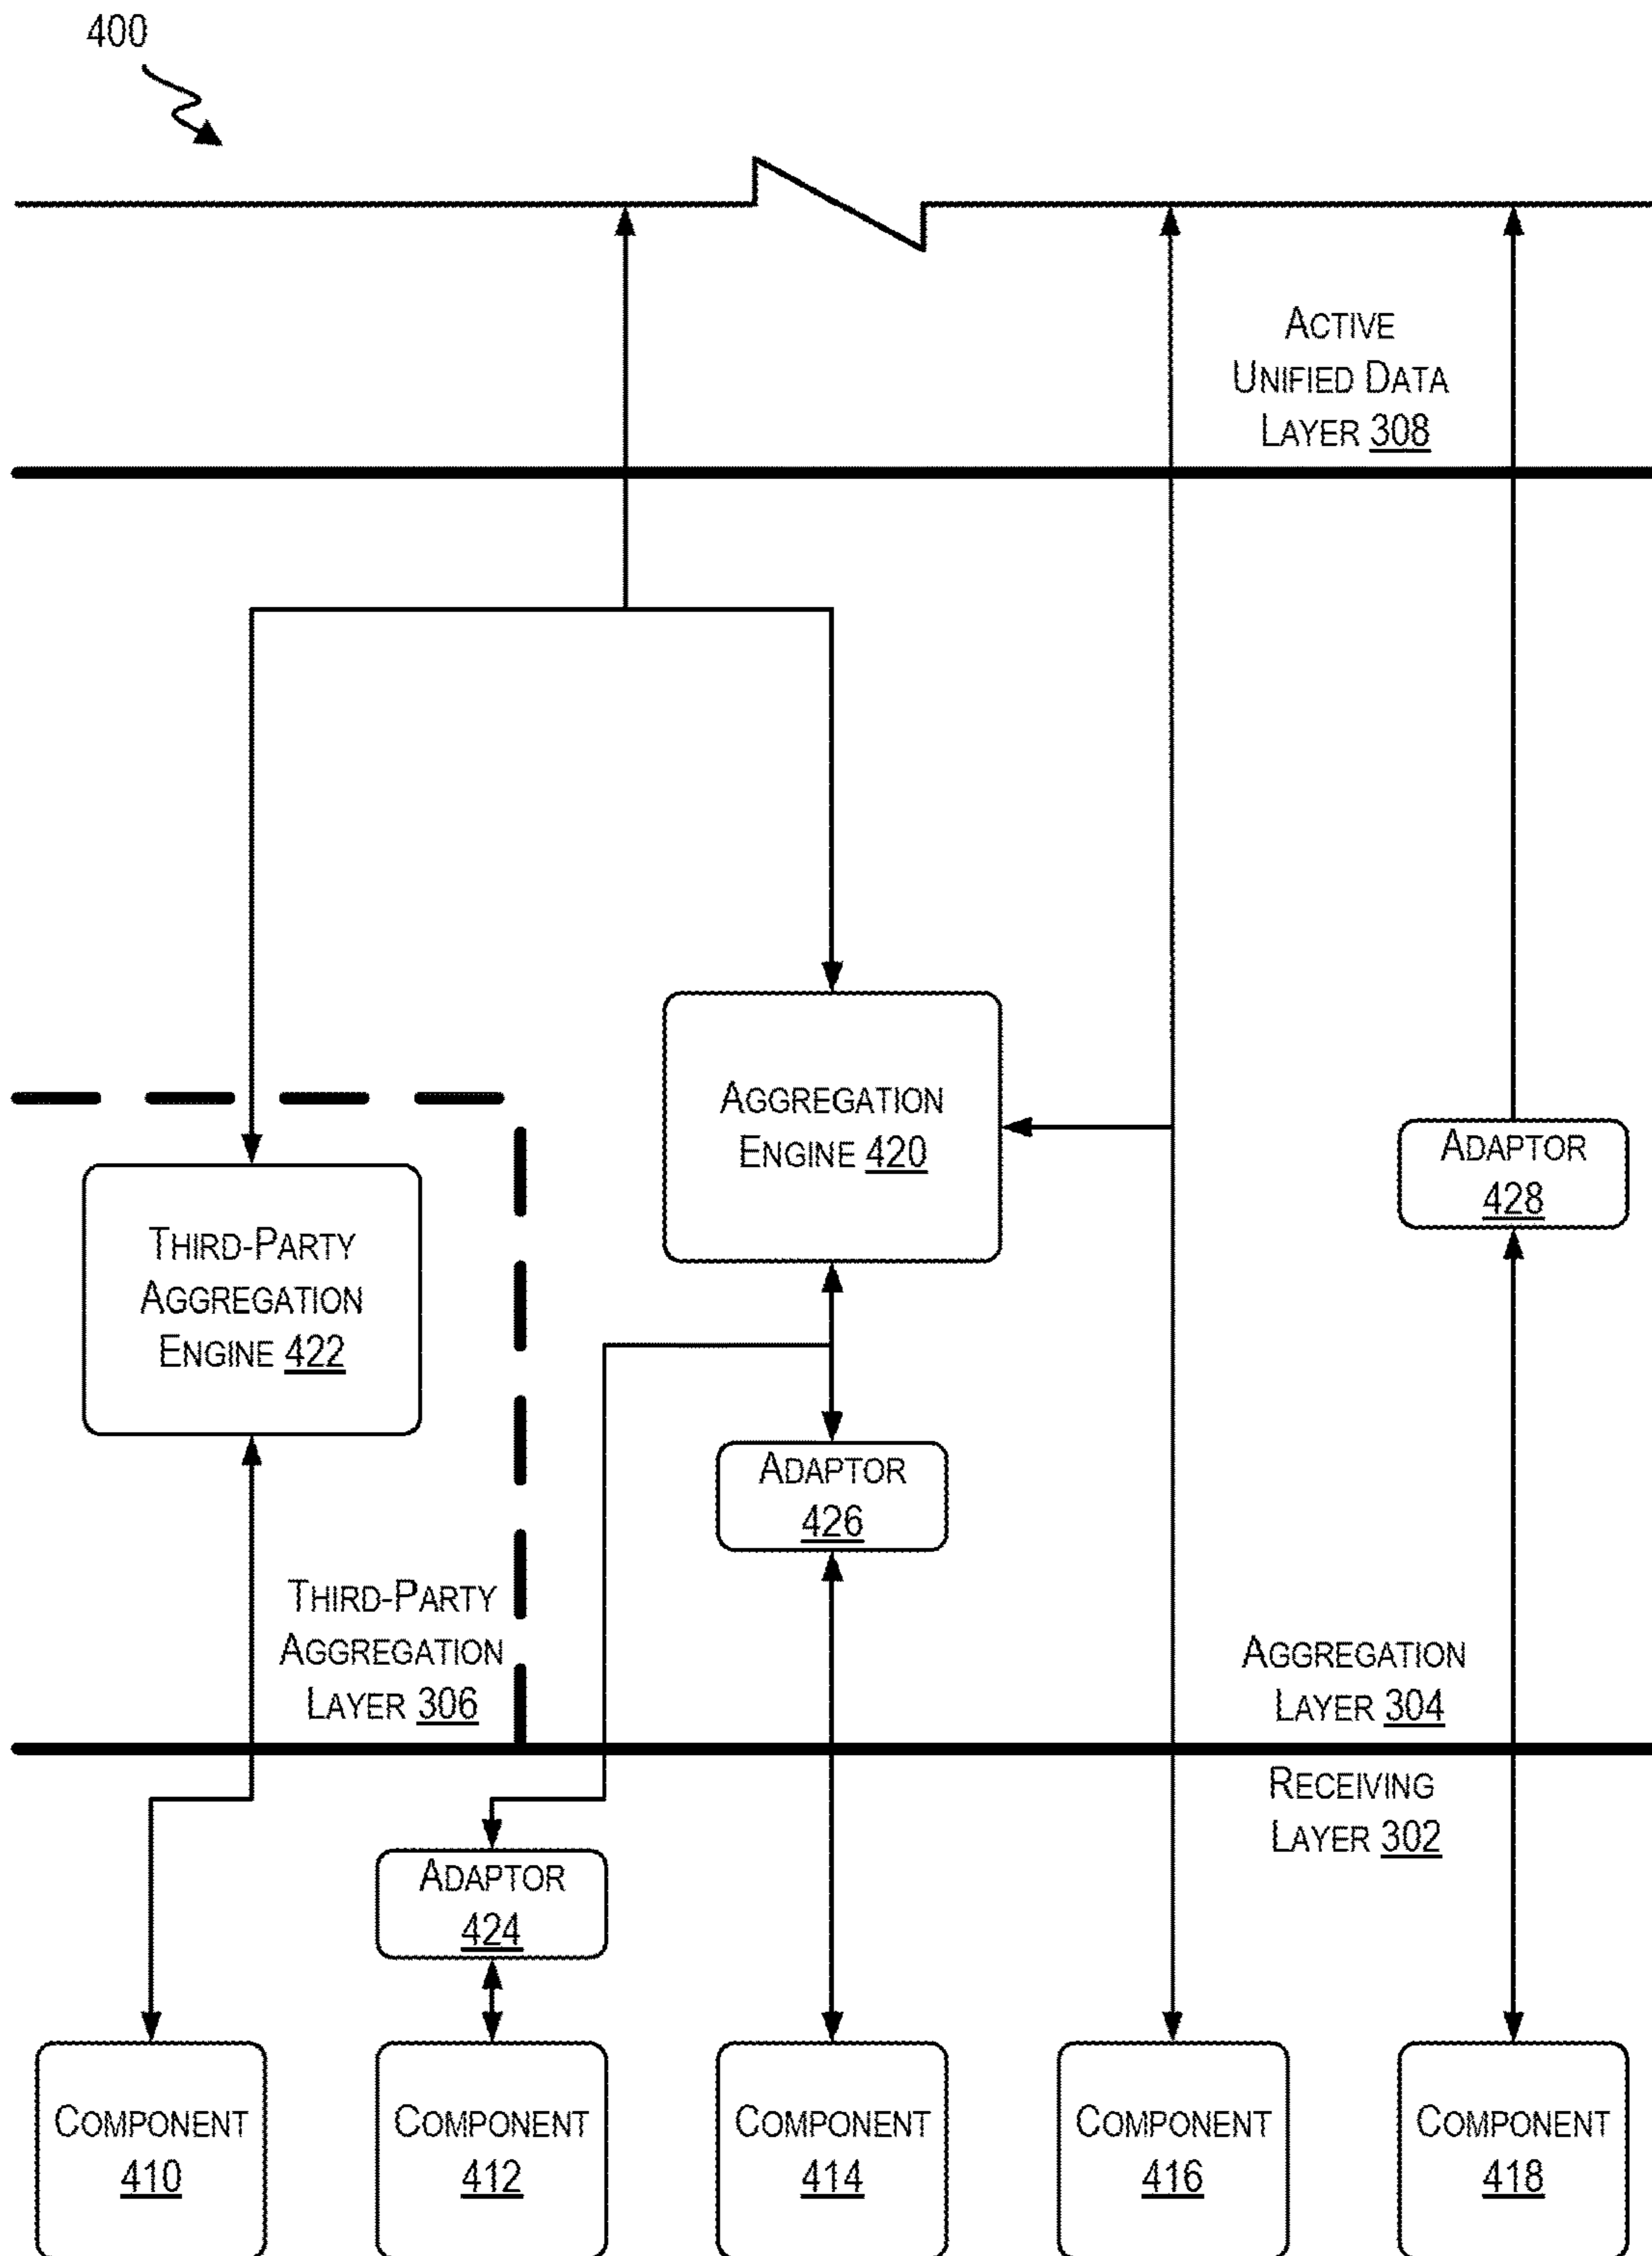 400
ACTIVE
UNIFIED DATA
LAYER 308
AGGREGATION
ENGINE 420
ADAPTOR
428
THIRD-PARTY
AGGREGATION
ENGINE 422
ADAPTOR
426
THIRD-PARTY
AGGREGATION
LAYER 306
AGGREGATION
LAYER 304
RECEIVING
LAYER 302
ADAPTOR
424
COMPONENT
410
COMPONENT
412
COMPONENT
414
COMPONENT
416
COMPONENT
418